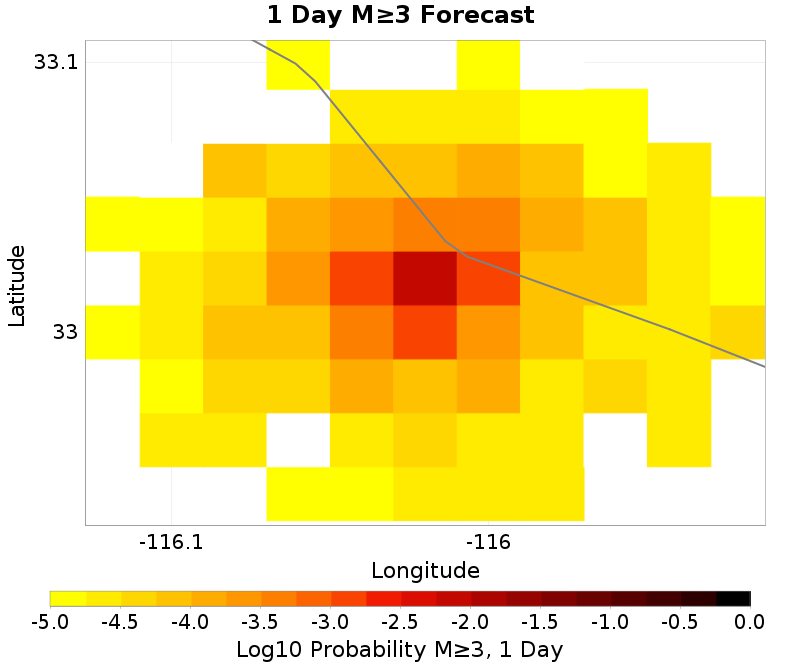 1 Day M≥3 Forecast
33.1
33
Latitude
-116.1 -116
Longitude
-5.0 -4.5 -4.0 -3.5 -3.0 -2.5 -2.0 -1.5 -1.0 -0.5 0.0
Log10 Probability M≥3, 1 Day